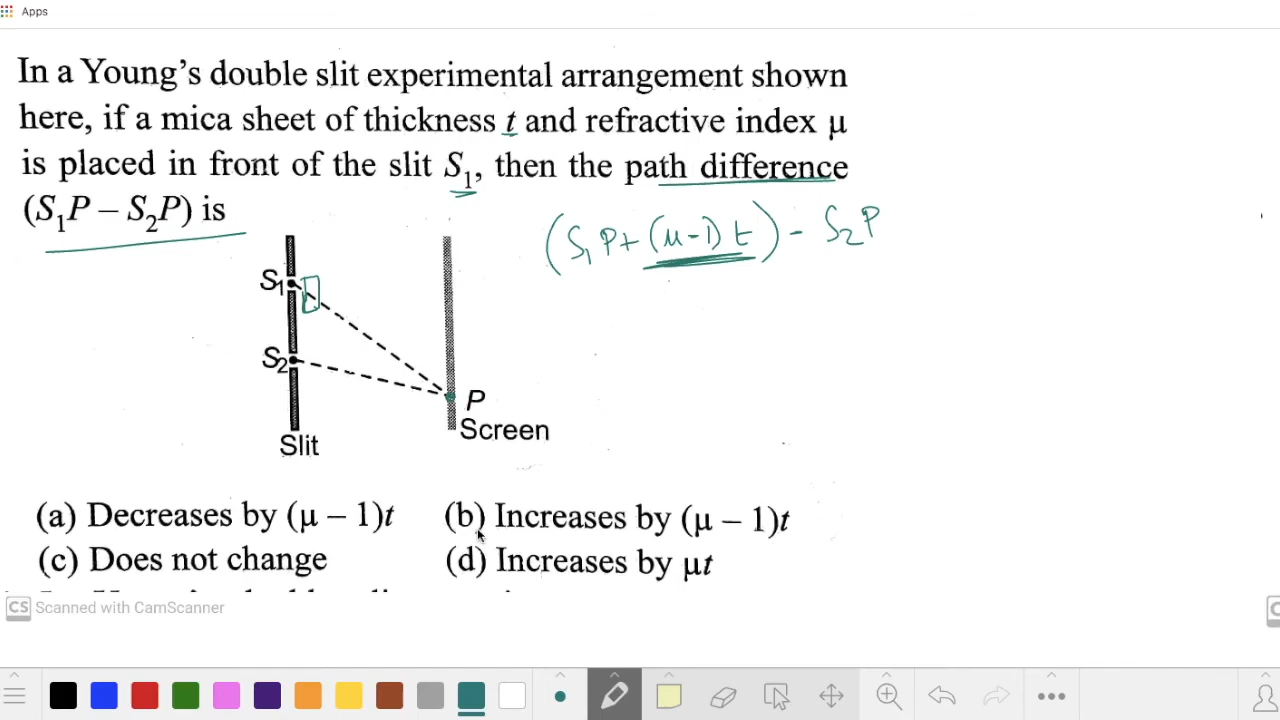 Apps
In a Young's double slit experimental arrangement shown
here, if a mica sheet of thickness t and refractive index μ
is placed in front of the slit S₁, then the path difference
(S₁P – S₂P) is
(S₁P+(μ-1)t) - S₂P
S₁
S₂
P
Screen
Slit
(a) Decreases by (μ – 1)t (b) Increases by (μ – 1)t
(c) Does not change (d) Increases by μt
CS Scanned with CamScanner